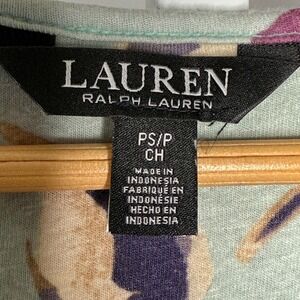 LAUREN
RALPH LAUREN
PS/P
CH
MADE IN
INDONESIA
FABRIQUÉ EN
INDONÉSIE
HECHO EN
INDONESIA